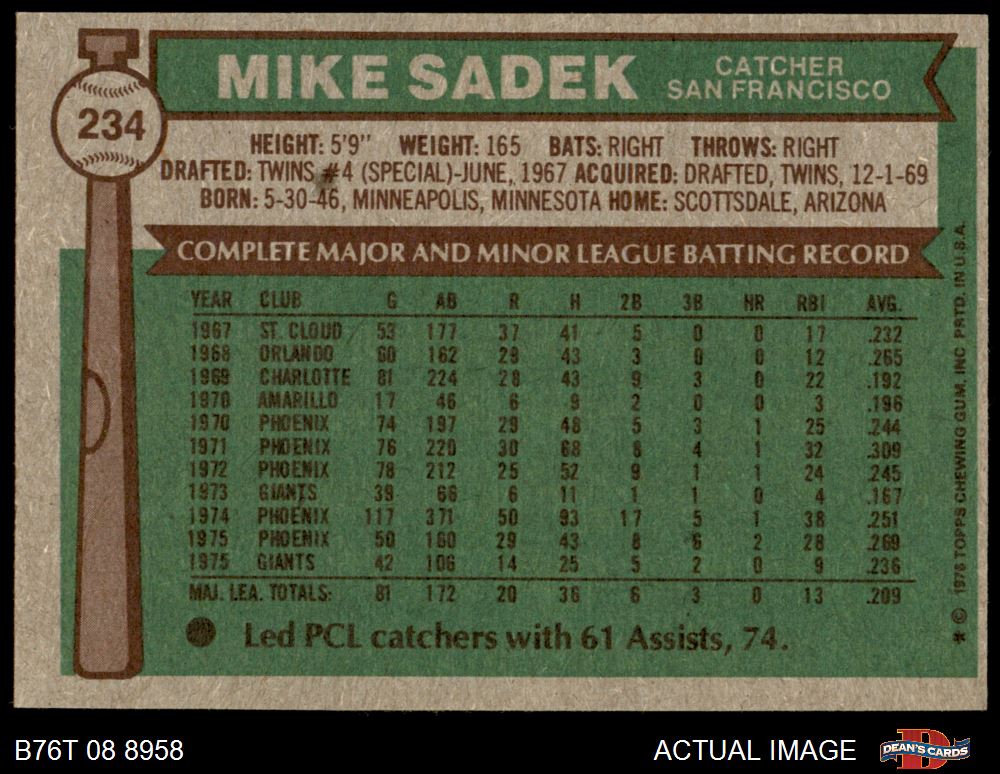 MIKE SADEK
CATCHER
SAN FRANCISCO
234
HEIGHT: 5'9" WEIGHT: 165 BATS: RIGHT THROWS: RIGHT
DRAFTED: TWINS #4 (SPECIAL)-JUNE, 1967 ACQUIRED: DRAFTED, TWINS, 12-1-69
BORN: 5-30-46, MINNEAPOLIS, MINNESOTA HOME: SCOTTSDALE, ARIZONA
COMPLETE MAJOR AND MINOR LEAGUE BATTING RECORD
YEAR CLUB G AB R H 2B 3B HR RBI AVG.
1967 ST. CLOUD 53 177 37 41 5 0 0 17 .232
1968 ORLANDO 60 162 29 43 3 0 0 12 .265
1969 CHARLOTTE 81 224 28 43 9 3 0 22 .192
1970 AMARILLO 17 46 6 9 2 0 0 3 .196
1970 PHOENIX 74 197 29 48 5 3 1 25 .244
1971 PHOENIX 76 220 30 68 8 4 1 32 .309
1972 PHOENIX 78 212 25 52 9 1 1 24 .245
1973 GIANTS 39 66 6 11 1 1 0 4 .167
1974 PHOENIX 117 371 50 93 17 5 1 38 .251
1975 PHOENIX 50 160 29 43 8 6 2 28 .269
1975 GIANTS 42 106 14 25 5 2 0 9 .236
MAJ. LEA. TOTALS: 81 172 20 36 6 3 0 13 .209
Led PCL catchers with 61 Assists, 74.
* © 1976 TOPPS CHEWING GUM, INC PRTD. IN U.S.A.
B76T 08 8958
ACTUAL IMAGE
DEAN'S CARDS